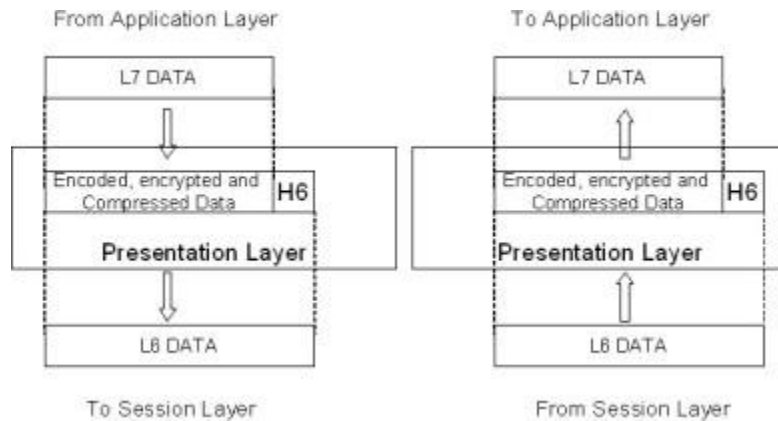 From Application Layer
L7 DATA
Encoded, encrypted and
Compressed Data
H6
Presentation Layer
L6 DATA
To Session Layer
To Application Layer
L7 DATA
Encoded, encrypted and
Compressed Data
H6
Presentation Layer
L6 DATA
From Session Layer